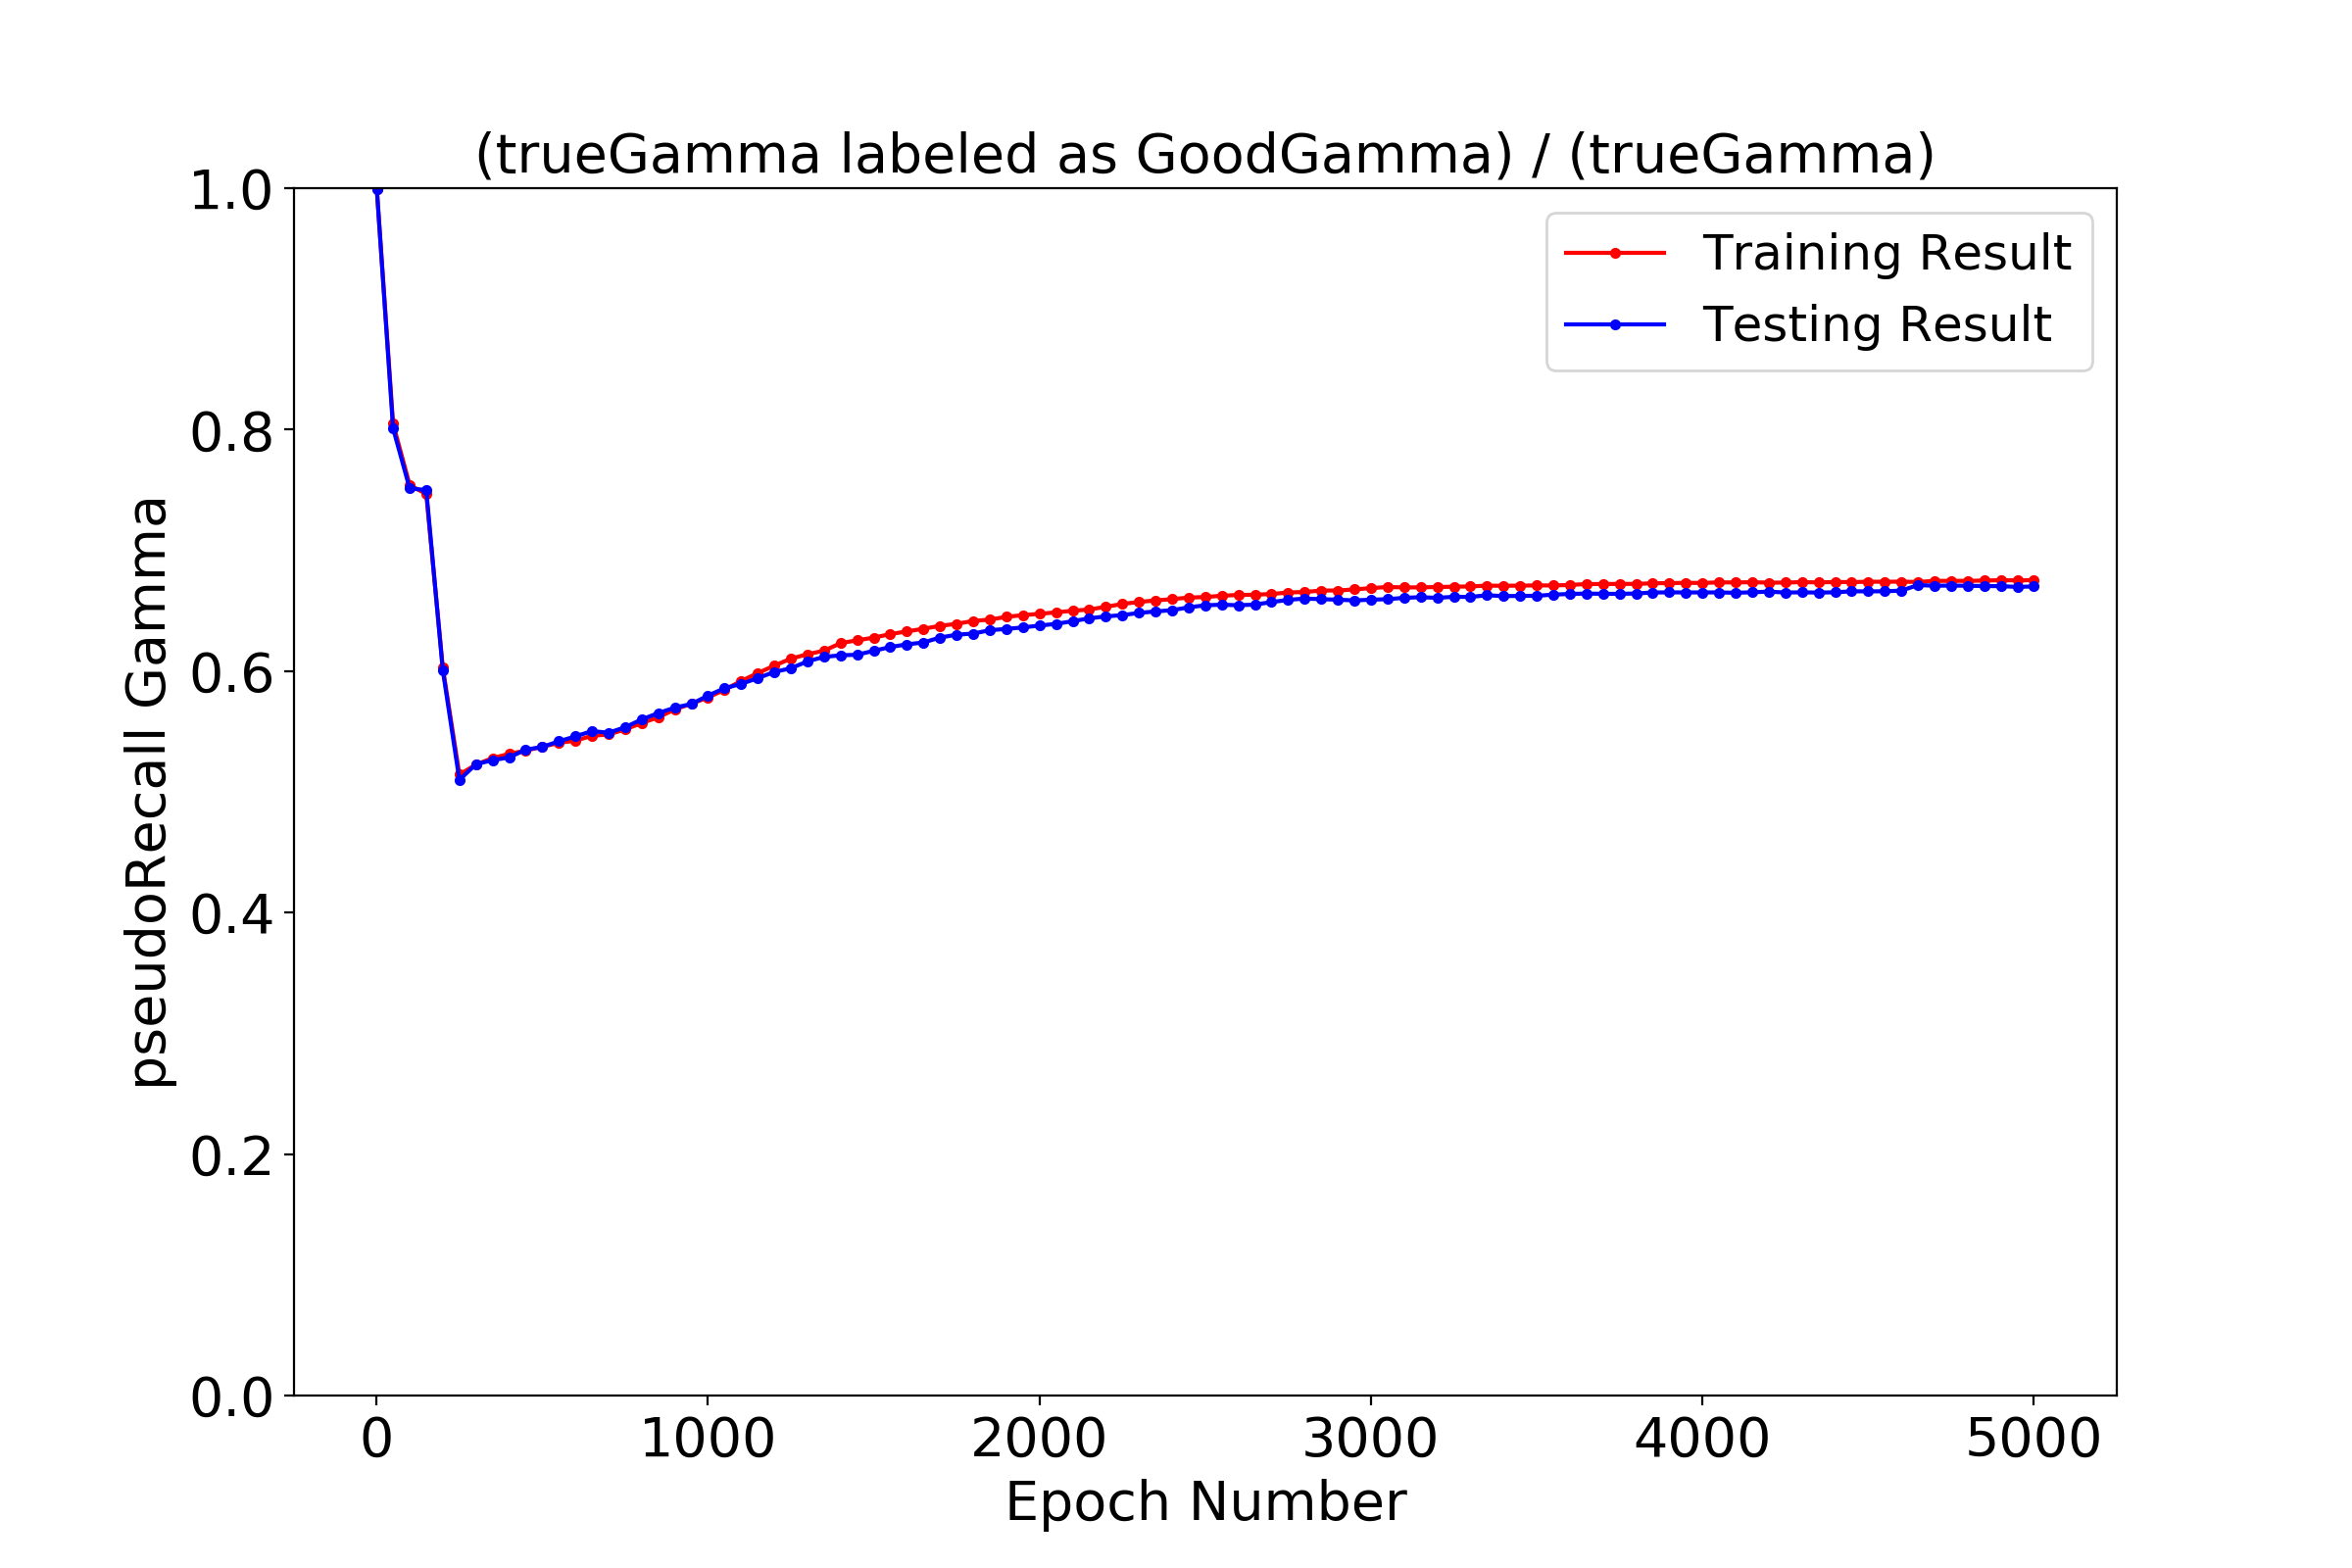 (trueGamma labeled as GoodGamma) / (trueGamma)
Training Result
Testing Result
pseudoRecall Gamma
1.0
0.8
0.6
0.4
0.2
0.0
0 1000 2000 3000 4000 5000
Epoch Number